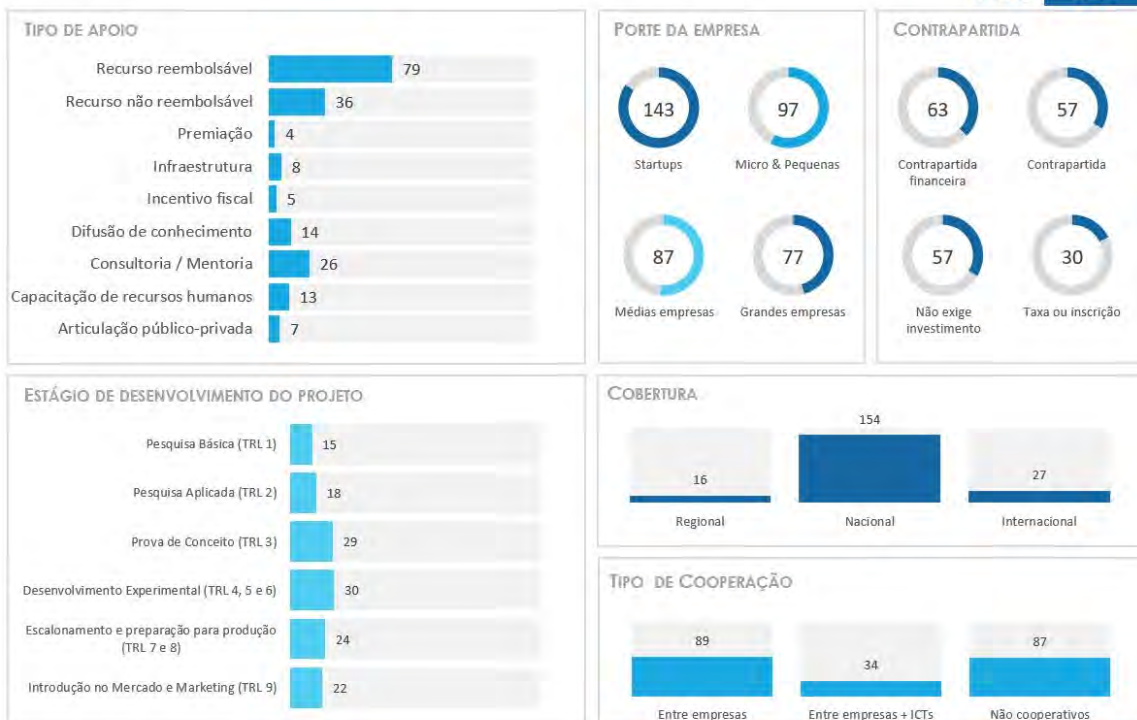 TIPO DE APOIO
Recurso reembolsável 79
Recurso não reembolsável 36
Premiação 4
Infraestrutura 8
Incentivo fiscal 5
Difusão de conhecimento 14
Consultoria / Mentoria 26
Capacitação de recursos humanos 13
Articulação público-privada 7
PORTE DA EMPRESA
143 97
Startups Micro & Pequenas
87 77
Médias empresas Grandes empresas
CONTRAPARTIDA
63 57
Contrapartida financeira Contrapartida
57 30
Não exige investimento Taxa ou inscrição
ESTÁGIO DE DESENVOLVIMENTO DO PROJETO
Pesquisa Básica (TRL 1) 15
Pesquisa Aplicada (TRL 2) 18
Prova de Conceito (TRL 3) 29
Desenvolvimento Experimental (TRL 4, 5 e 6) 30
Escalonamento e preparação para produção
(TRL 7 e 8) 24
Introdução no Mercado e Marketing (TRL 9) 22
COBERTURA
16 154 27
Regional Nacional Internacional
TIPO DE COOPERAÇÃO
89 34 87
Entre empresas Entre empresas + ICTs Não cooperativos